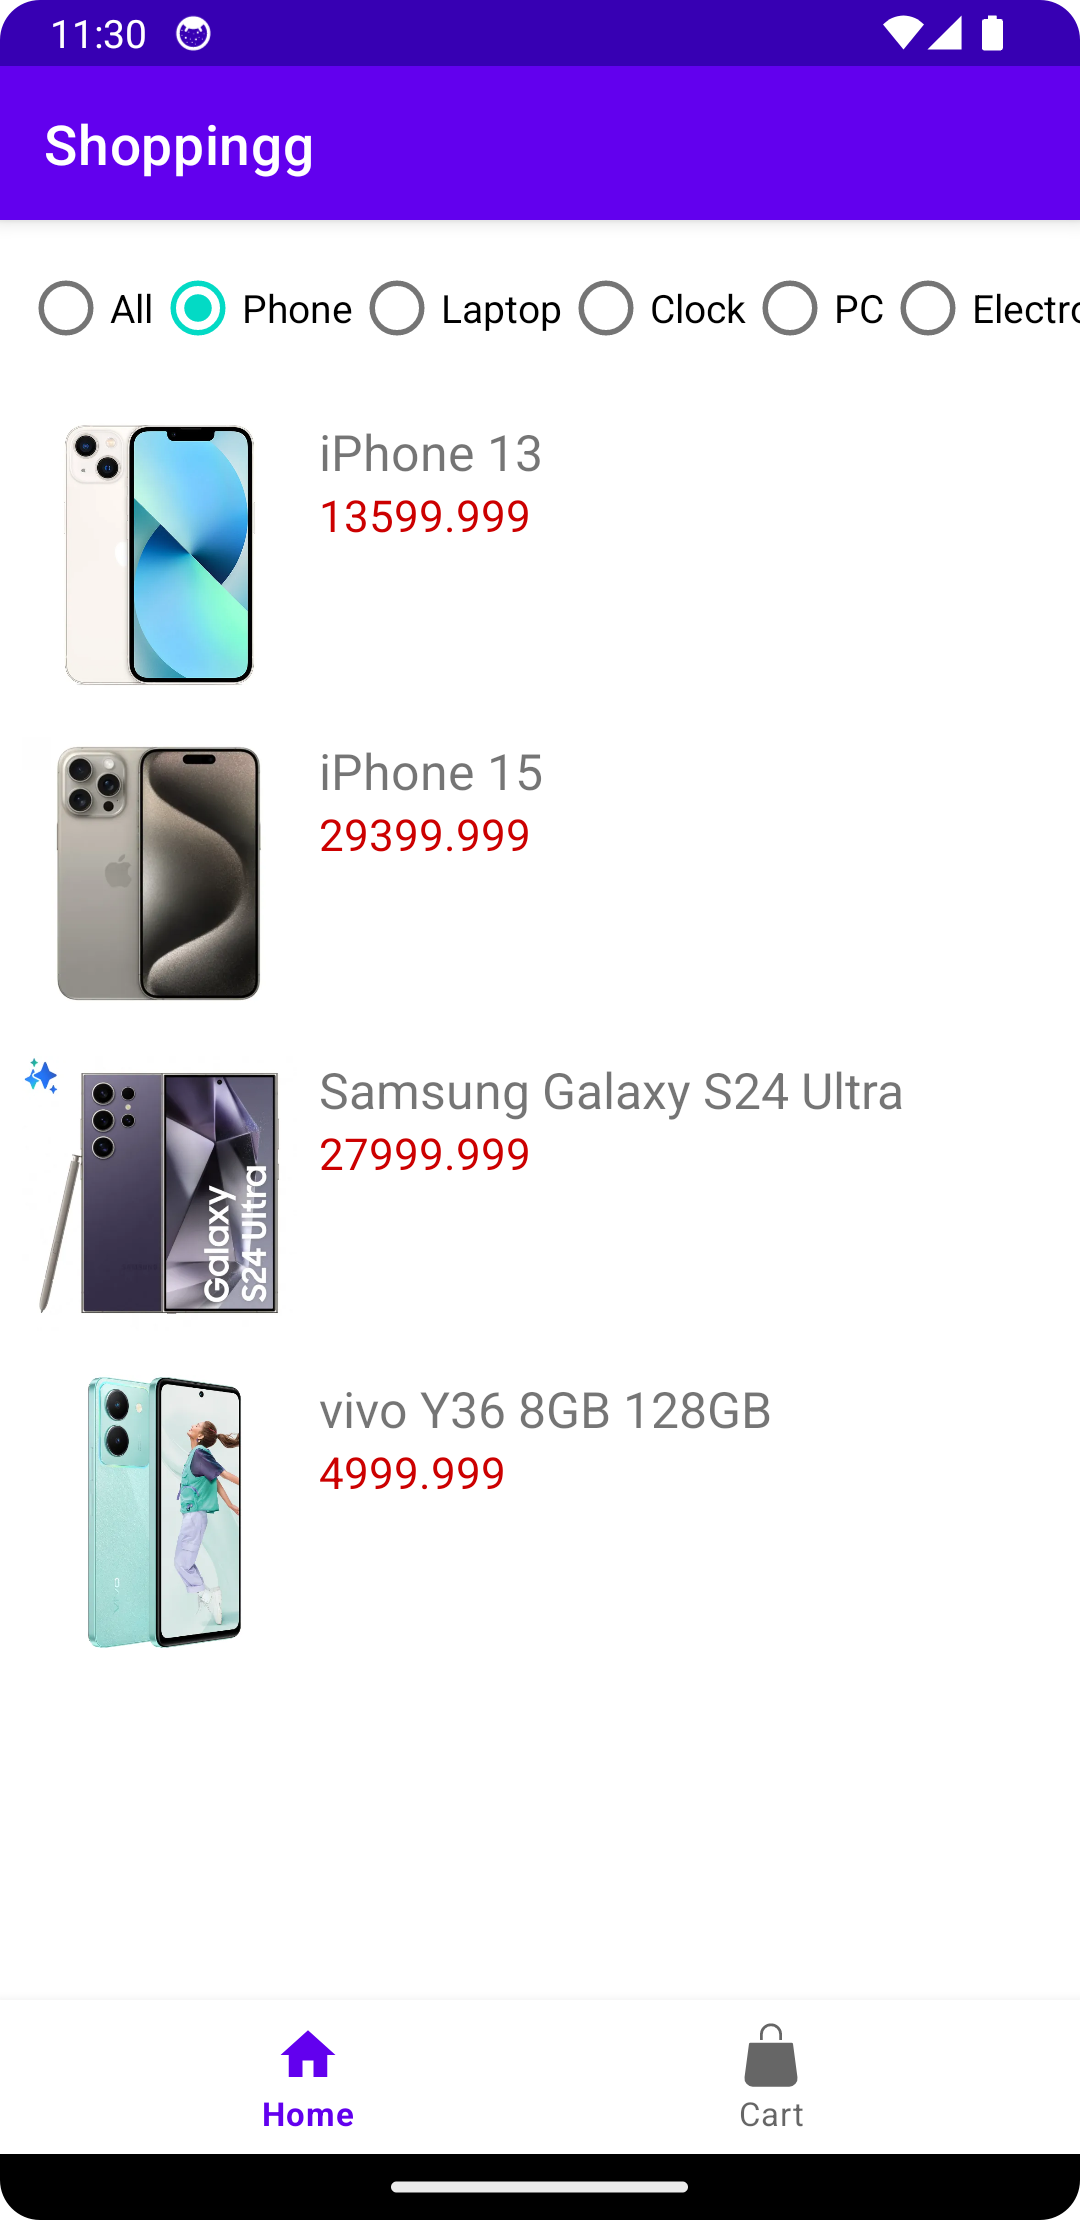 11:30
Shoppingg
All Phone Laptop Clock PC Electro
iPhone 13
13599.999
iPhone 15
29399.999
Samsung Galaxy S24 Ultra
27999.999
Galaxy
S24 Ultra
vivo Y36 8GB 128GB
4999.999
Home Cart